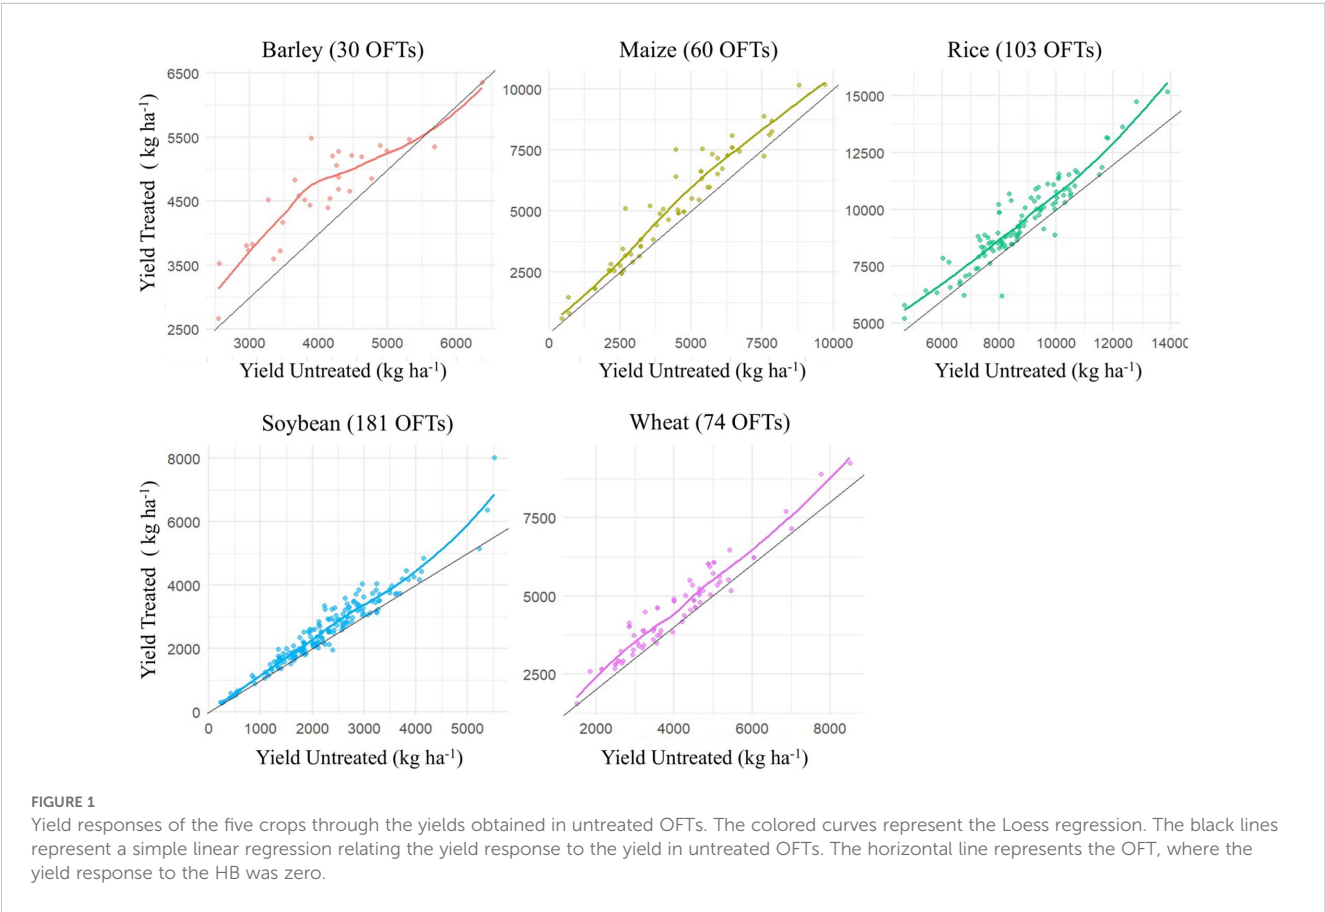 Barley (30 OFTs)
6500
5500
4500
3500
2500
Yield Treated ( kg ha-1)
3000 4000 5000 6000
Yield Untreated (kg ha-1)
Maize (60 OFTs)
10000
7500
5000
2500
0 2500 5000 7500 10000
Yield Untreated (kg ha-1)
Rice (103 OFTs)
15000
12500
10000
7500
5000
6000 8000 10000 12000 1400
Yield Untreated (kg ha-1)
Soybean (181 OFTs)
8000
6000
4000
2000
0
Yield Treated ( kg ha-1)
0 1000 2000 3000 4000 5000
Yield Untreated (kg ha-1)
Wheat (74 OFTs)
7500
5000
2500
2000 4000 6000 8000
Yield Untreated (kg ha-1)
FIGURE 1
Yield responses of the five crops through the yields obtained in untreated OFTs. The colored curves represent the Loess regression. The black lines
represent a simple linear regression relating the yield response to the yield in untreated OFTs. The horizontal line represents the OFT, where the
yield response to the HB was zero.